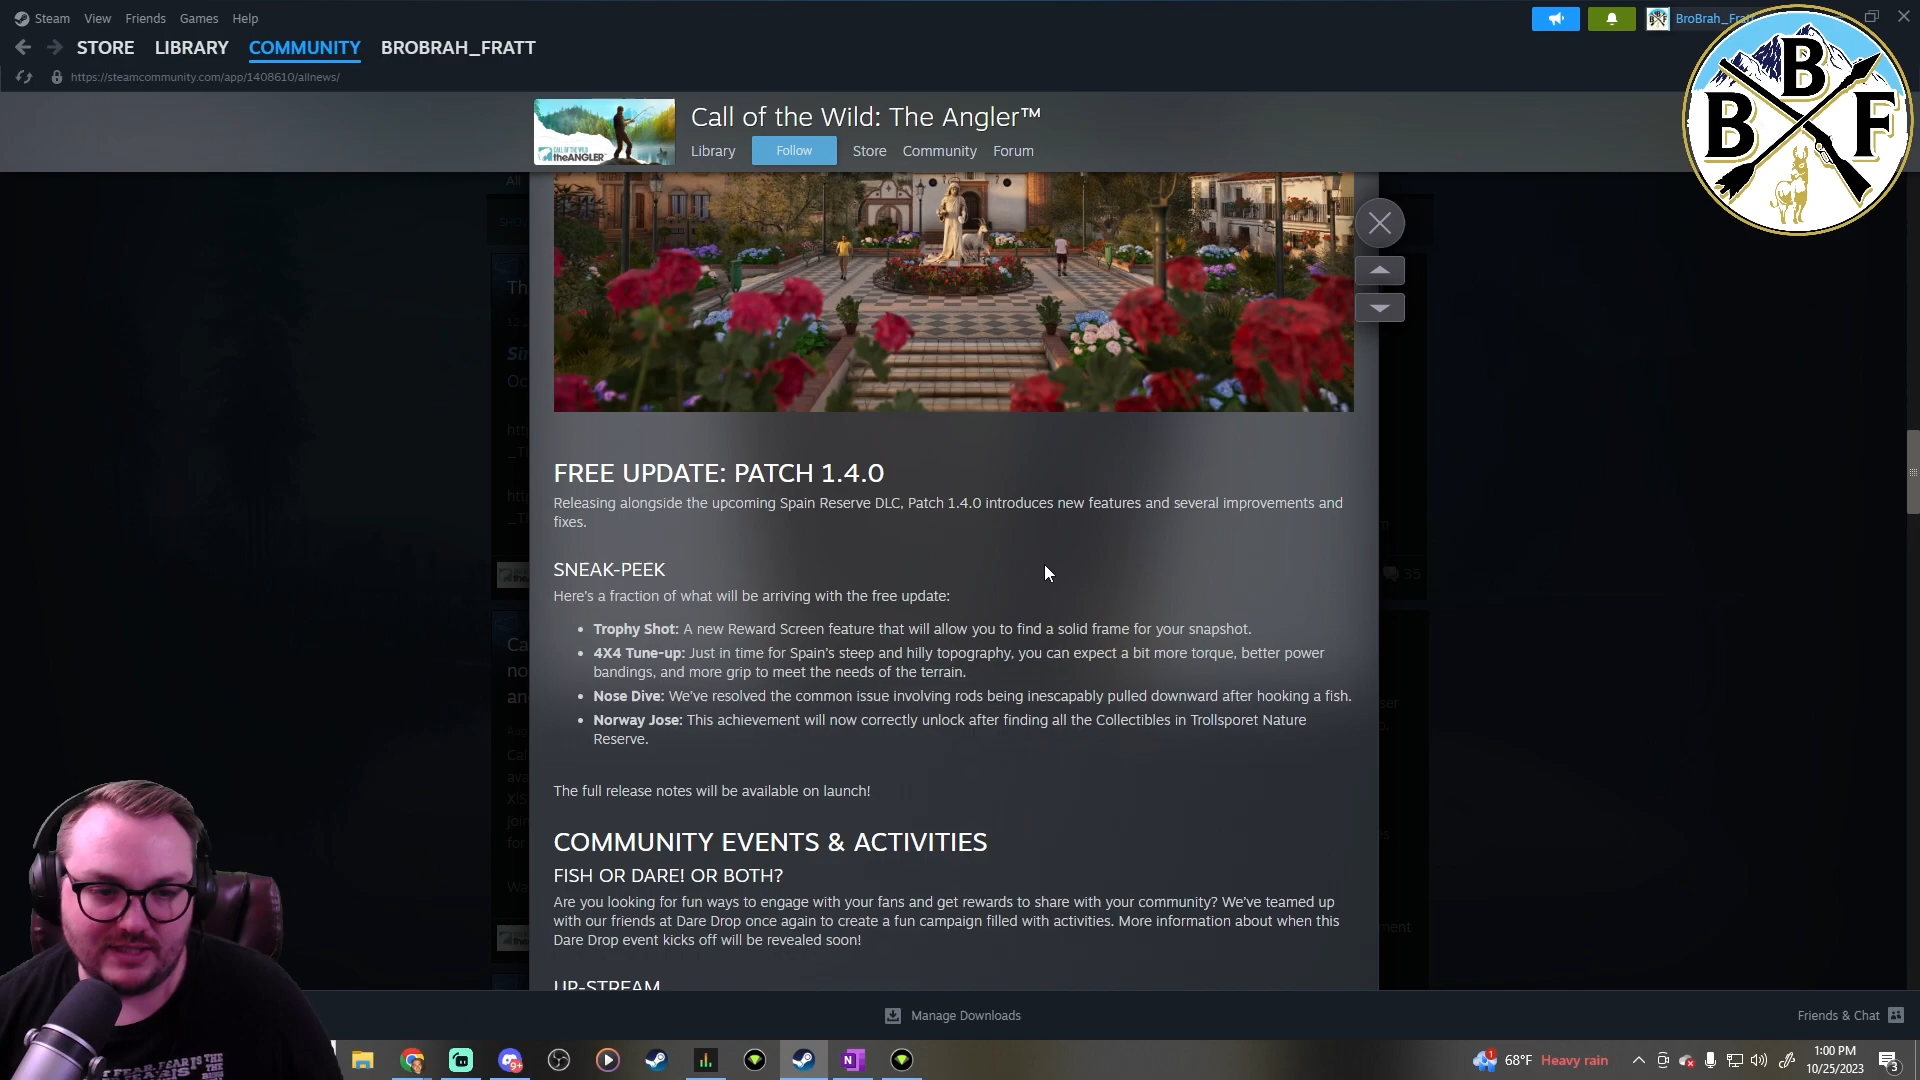 Steam View Friends Games Help
BroBrah_Fratt
STORE LIBRARY COMMUNITY BROBRAH_FRATT
https://steamcommunity.com/app/1408610/allnews/
B
B F
Call of the Wild: The Angler™
Library Follow Store Community Forum
CALL OF THE WILD
theANGLER
All
Th
FREE UPDATE: PATCH 1.4.0
Releasing alongside the upcoming Spain Reserve DLC, Patch 1.4.0 introduces new features and several improvements and
fixes.
SNEAK-PEEK
35
Here's a fraction of what will be arriving with the free update:
• Trophy Shot: A new Reward Screen feature that will allow you to find a solid frame for your snapshot.
• 4X4 Tune-up: Just in time for Spain's steep and hilly topography, you can expect a bit more torque, better power
bandings, and more grip to meet the needs of the terrain.
• Nose Dive: We've resolved the common issue involving rods being inescapably pulled downward after hooking a fish.
• Norway Jose: This achievement will now correctly unlock after finding all the Collectibles in Trollsporet Nature
Reserve.
The full release notes will be available on launch!
COMMUNITY EVENTS & ACTIVITIES
FISH OR DARE! OR BOTH?
Are you looking for fun ways to engage with your fans and get rewards to share with your community? We've teamed up
with our friends at Dare Drop once again to create a fun campaign filled with activities. More information about when this
Dare Drop event kicks off will be revealed soon!
UP-STREAM
Manage Downloads
Friends & Chat
68°F Heavy rain
1:00 PM
10/25/2023
3